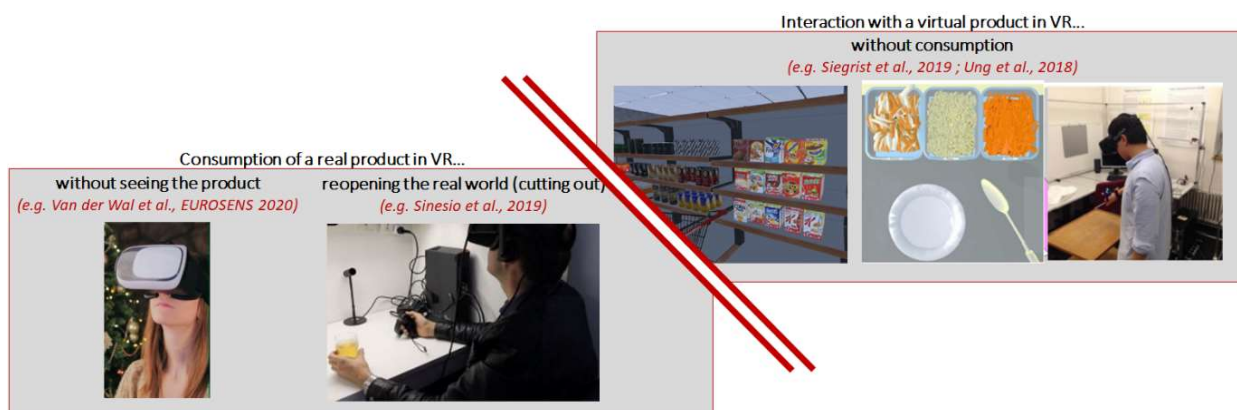 Interaction with a virtual product in VR...
without consumption
(e.g. Siegrist et al., 2019 ; Ung et al., 2018)
Consumption of a real product in VR...
without seeing the product
(e.g. Van der Wal et al., EUROSENS 2020)
reopening the real world (cutting out)
(e.g. Sinesio et al., 2019)